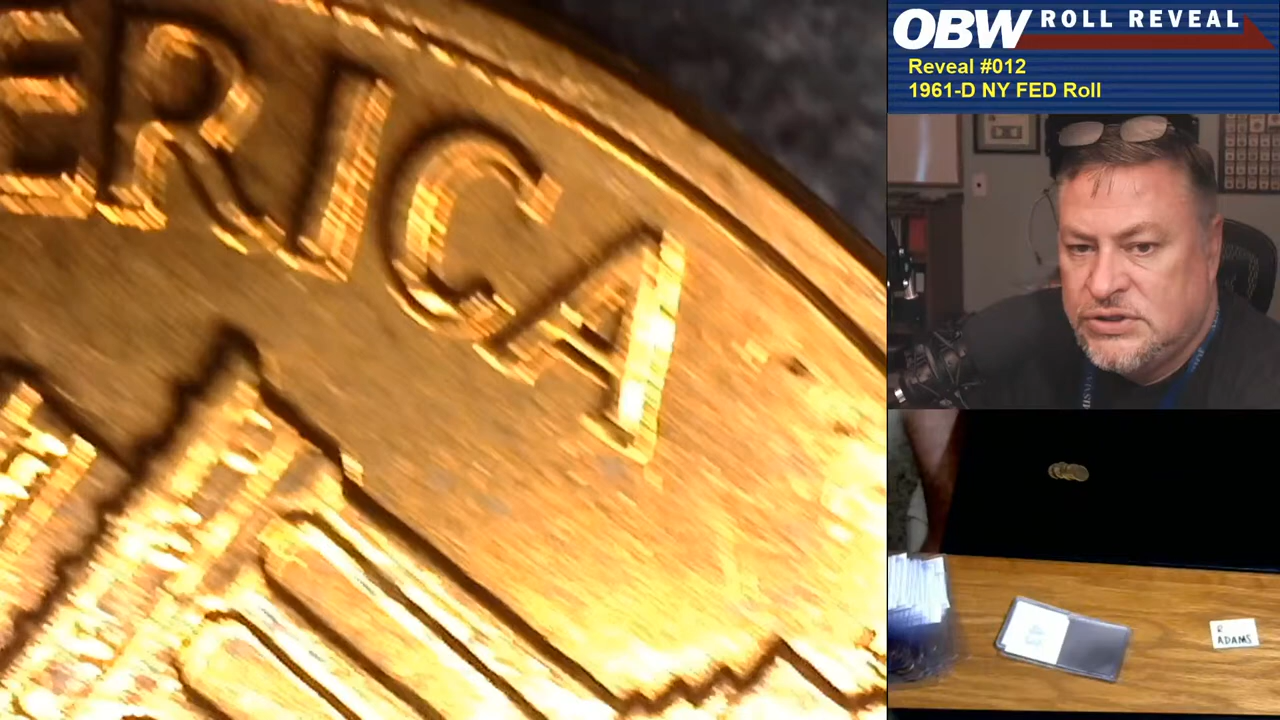 ERICA
OBW ROLL REVEAL
Reveal #012
1961-D NY FED Roll
R
ADAMS